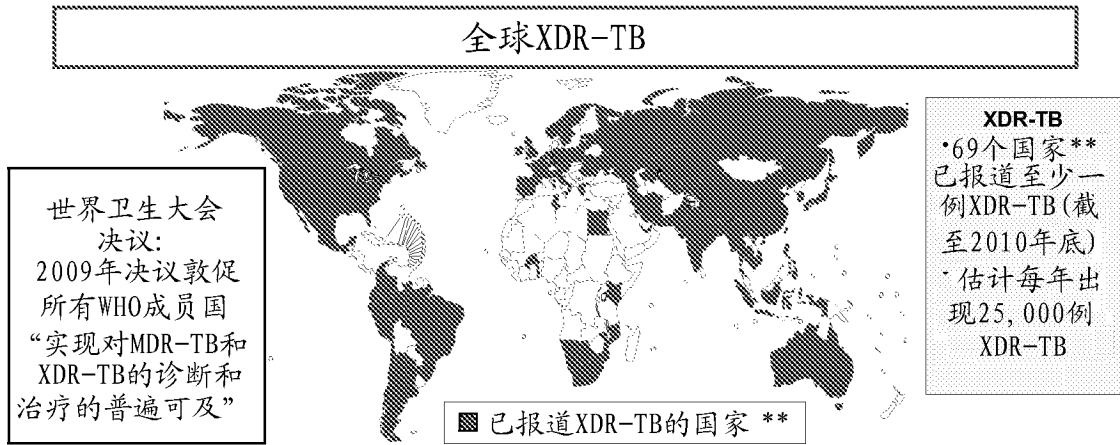 全球XDR-TB
世界卫生大会
决议:
2009年决议敦促
所有WHO成员国
“实现对MDR-TB和
XDR-TB的诊断和
治疗的普遍可及”
XDR-TB
•69个国家**
已报道至少一
例XDR-TB(截
至2010年底)
·估计每年出
现25,000例
XDR-TB
已报道XDR-TB的国家 **